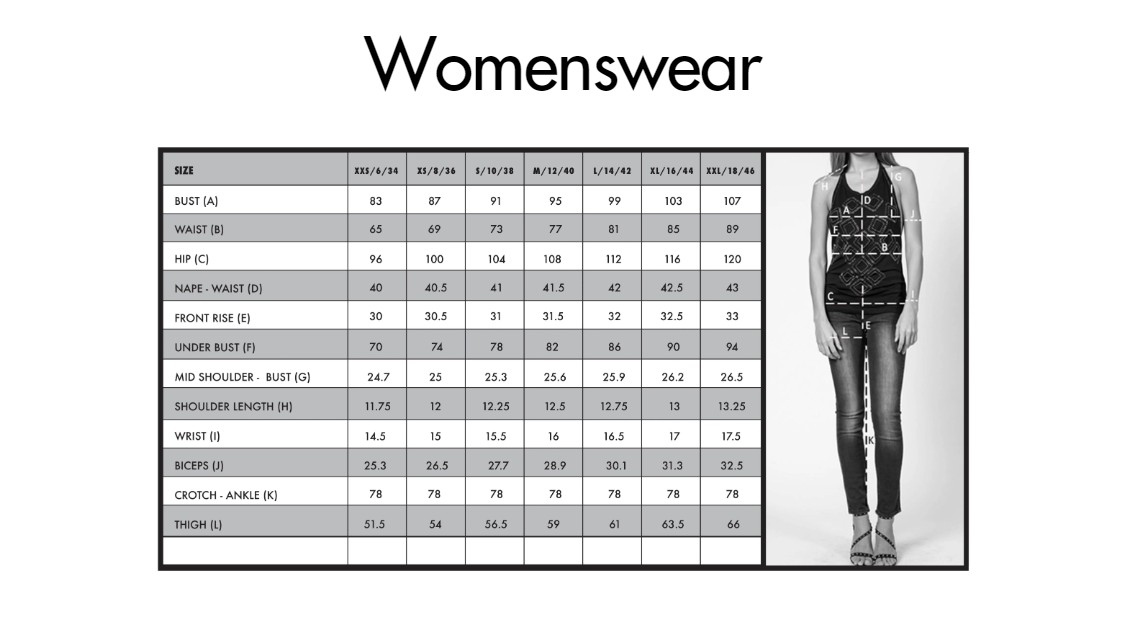 Womenswear
SIZE XXS/6/34 XS/8/36 S/10/38 M/12/40 L/14/42 XL/16/44 XXL/18/46
BUST (A) 83 87 91 95 99 103 107
WAIST (B) 65 69 73 77 81 85 89
HIP (C) 96 100 104 108 112 116 120
NAPE - WAIST (D) 40 40.5 41 41.5 42 42.5 43
FRONT RISE (E) 30 30.5 31 31.5 32 32.5 33
UNDER BUST (F) 70 74 78 82 86 90 94
MID SHOULDER - BUST (G) 24.7 25 25.3 25.6 25.9 26.2 26.5
SHOULDER LENGTH (H) 11.75 12 12.25 12.5 12.75 13 13.25
WRIST (I) 14.5 15 15.5 16 16.5 17 17.5
BICEPS (J) 25.3 26.5 27.7 28.9 30.1 31.3 32.5
CROTCH - ANKLE (K) 78 78 78 78 78 78 78
THIGH (L) 51.5 54 56.5 59 61 63.5 66
G
H
D
A
J
F
B
C
I
E
L
K